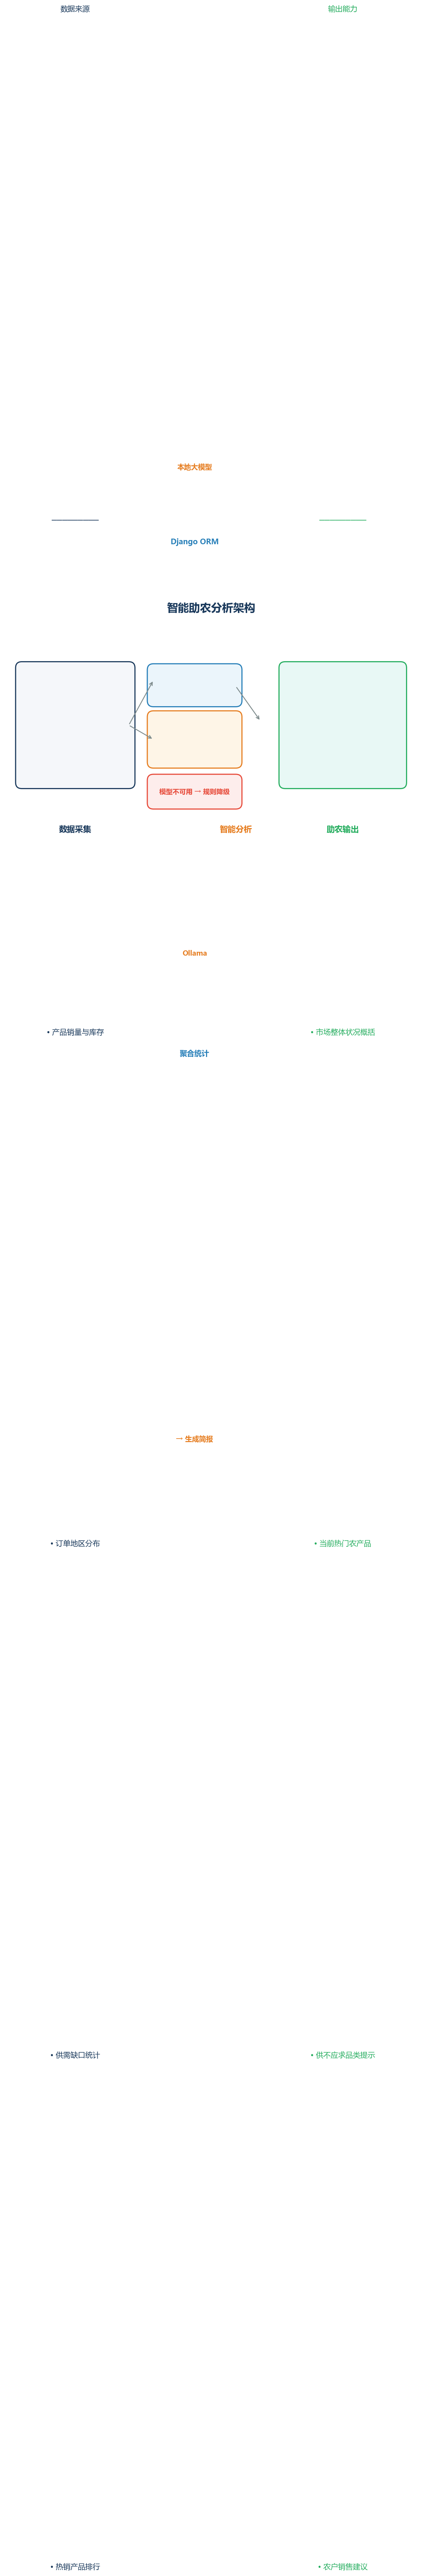 数据来源
输出能力
本地大模型
Django ORM
智能助农分析架构
模型不可用 → 规则降级
数据采集
智能分析
助农输出
Ollama
• 产品销量与库存
• 市场整体状况概括
聚合统计
→ 生成简报
• 订单地区分布
• 当前热门农产品
• 供需缺口统计
• 供不应求品类提示
• 热销产品排行
• 农户销售建议